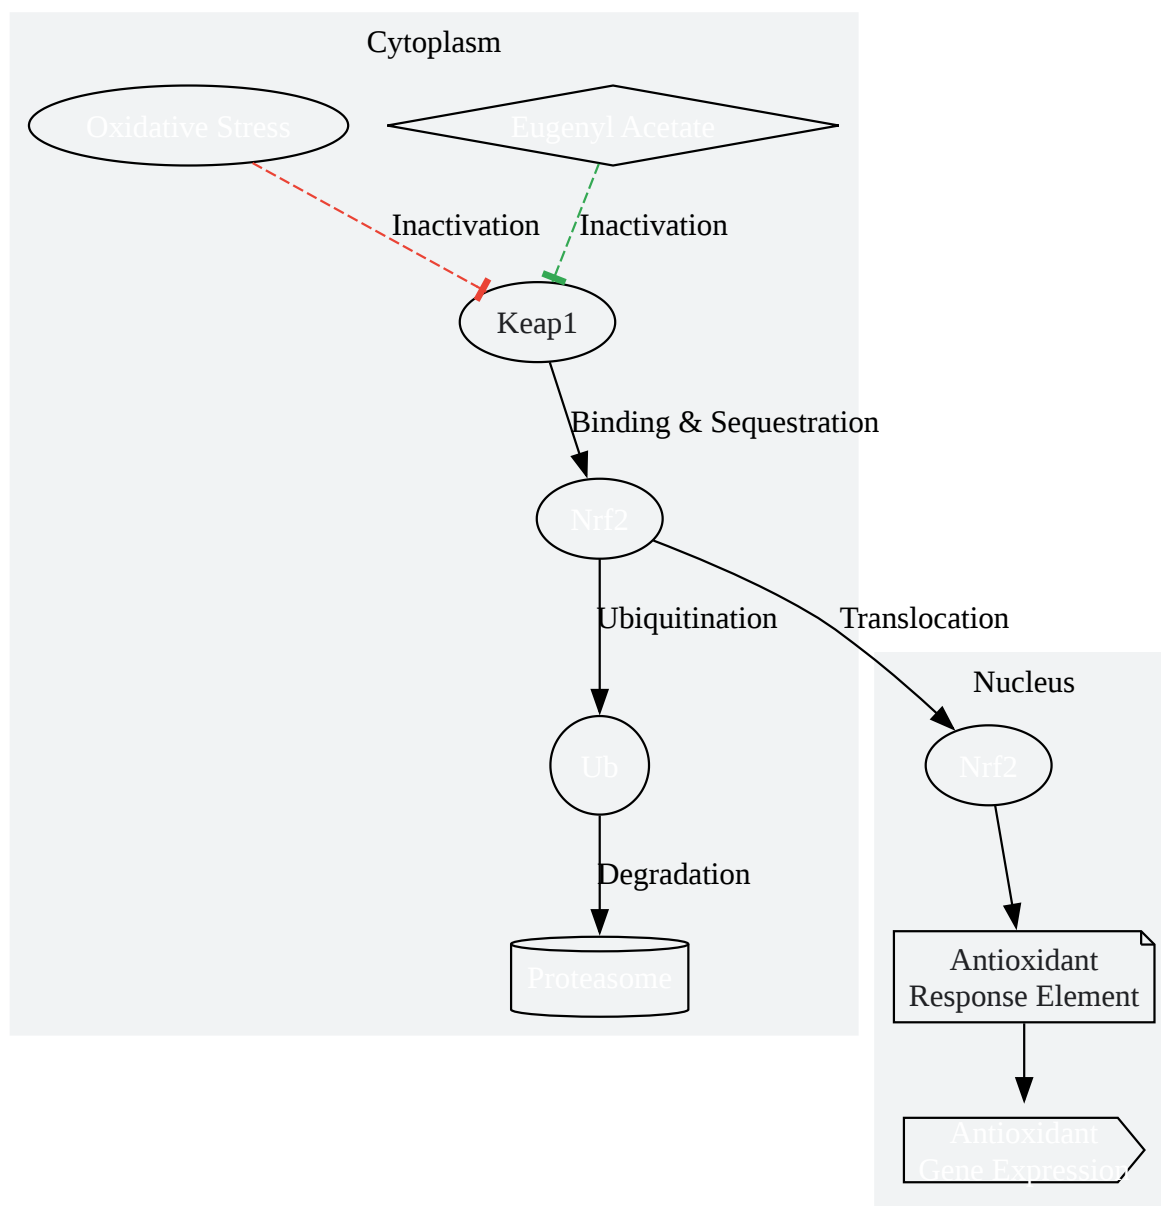 Cytoplasm
Oxidative Stress
Eugenyl Acetate
Inactivation
Inactivation
Keap1
Binding & Sequestration
Nrf2
Ubiquitination
Translocation
Nucleus
Ub
Nrf2
Degradation
Proteasome
Antioxidant
Response Element
Antioxidant
Gene Expression